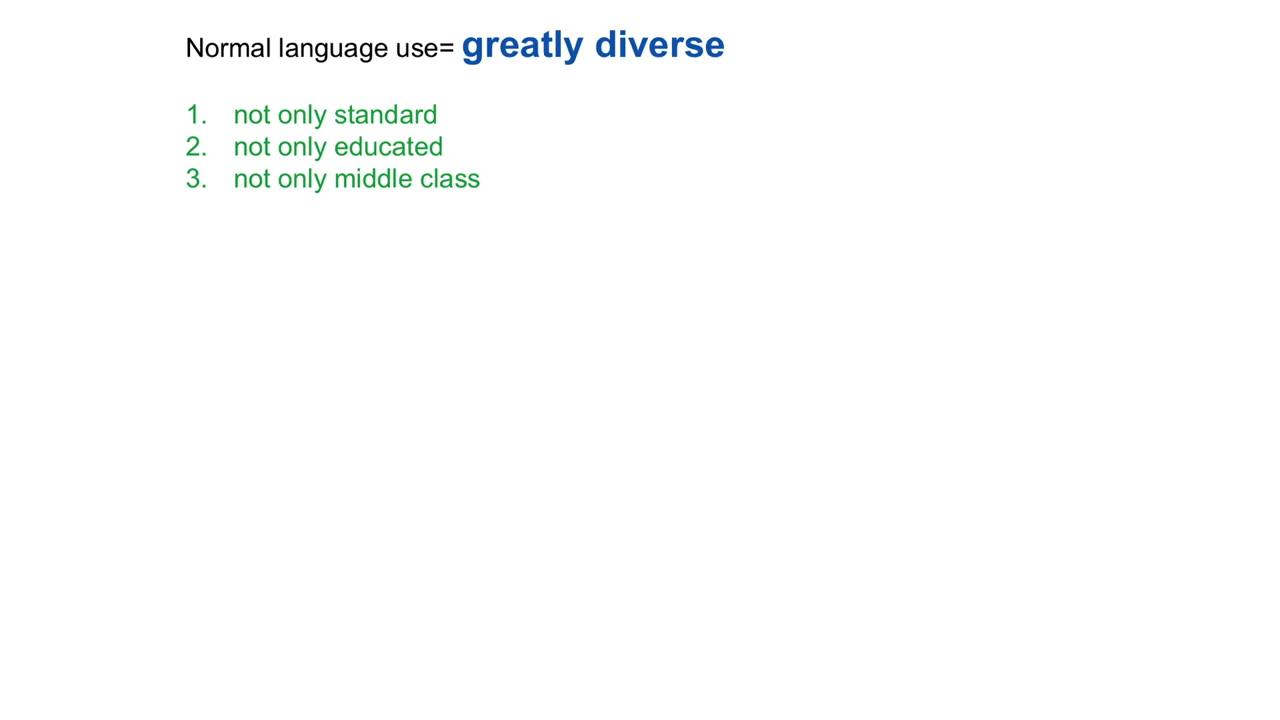 Normal language use= greatly diverse
1. not only standard
2. not only educated
3. not only middle class